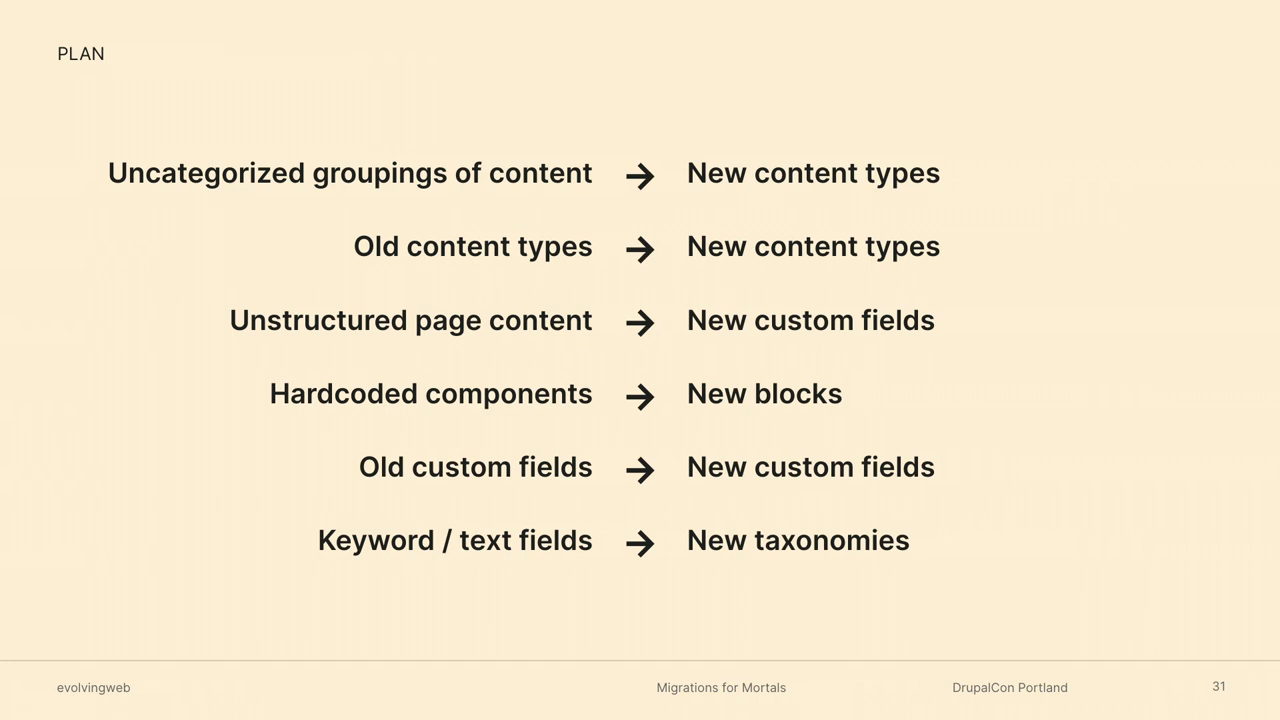 PLAN
Uncategorized groupings of content → New content types
Old content types → New content types
Unstructured page content → New custom fields
Hardcoded components → New blocks
Old custom fields → New custom fields
Keyword / text fields → New taxonomies
evolvingweb Migrations for Mortals DrupalCon Portland 31